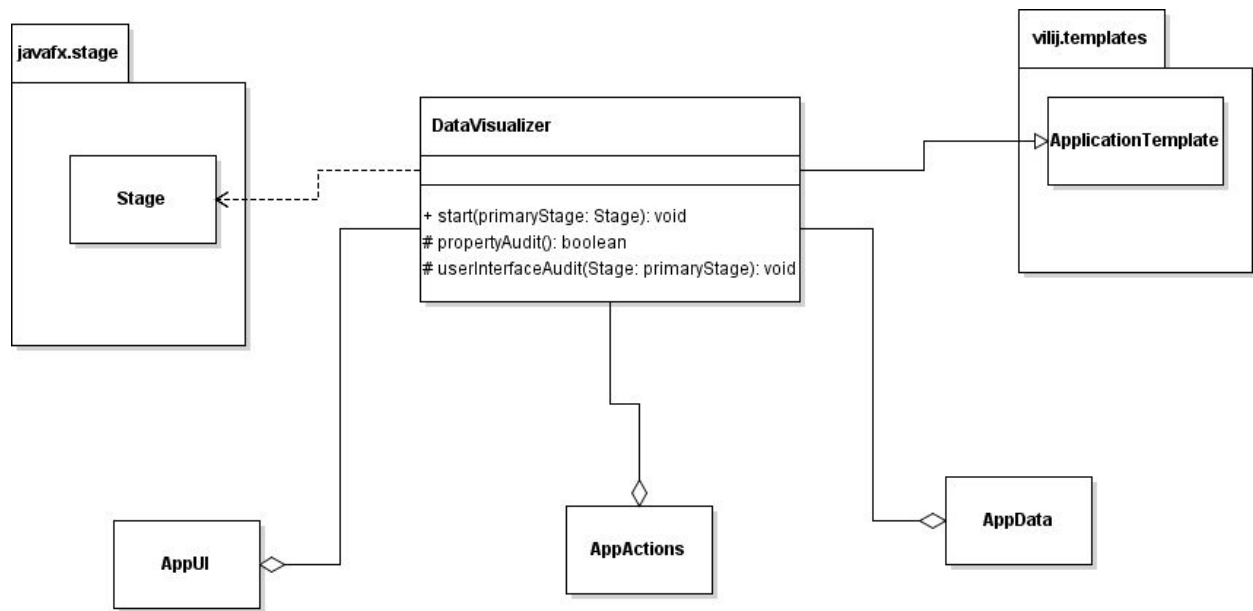 javafx.stage
vilij.templates
DataVisualizer
ApplicationTemplate
Stage
+ start(primaryStage: Stage): void
# propertyAudit(): boolean
# userInterfaceAudit(Stage: primaryStage): void
AppUI
AppActions
AppData